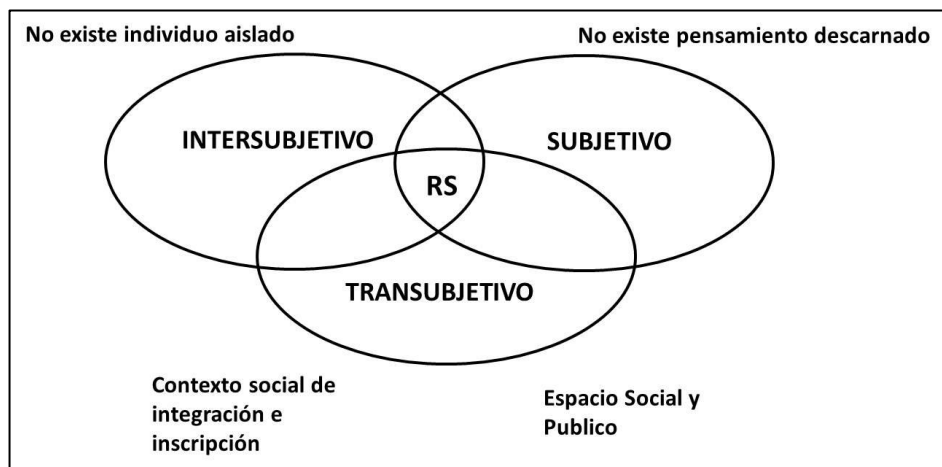 No existe individuo aislado
No existe pensamiento descarnado
INTERSUBJETIVO
SUBJETIVO
RS
TRANSUBJETIVO
Contexto social de
integración e
inscripción
Espacio Social y
Publico